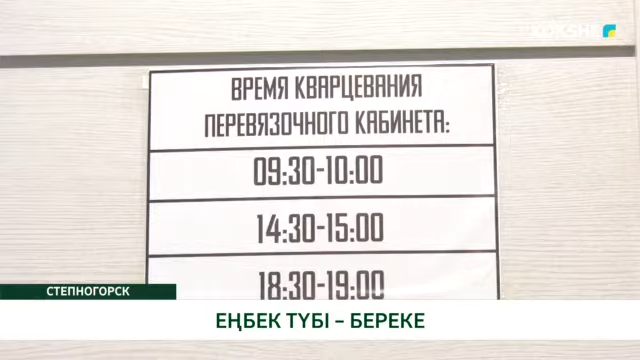 KÖKSHE
ВРЕМЯ КВАРЦЕВАНИЯ
ПЕРЕВЯЗОЧНОГО КАБИНЕТА:
09:30-10:00
14:30-15:00
18:30-19:00
СТЕПНОГОРСК
ЕҢБЕК ТҮБІ – БЕРЕКЕ